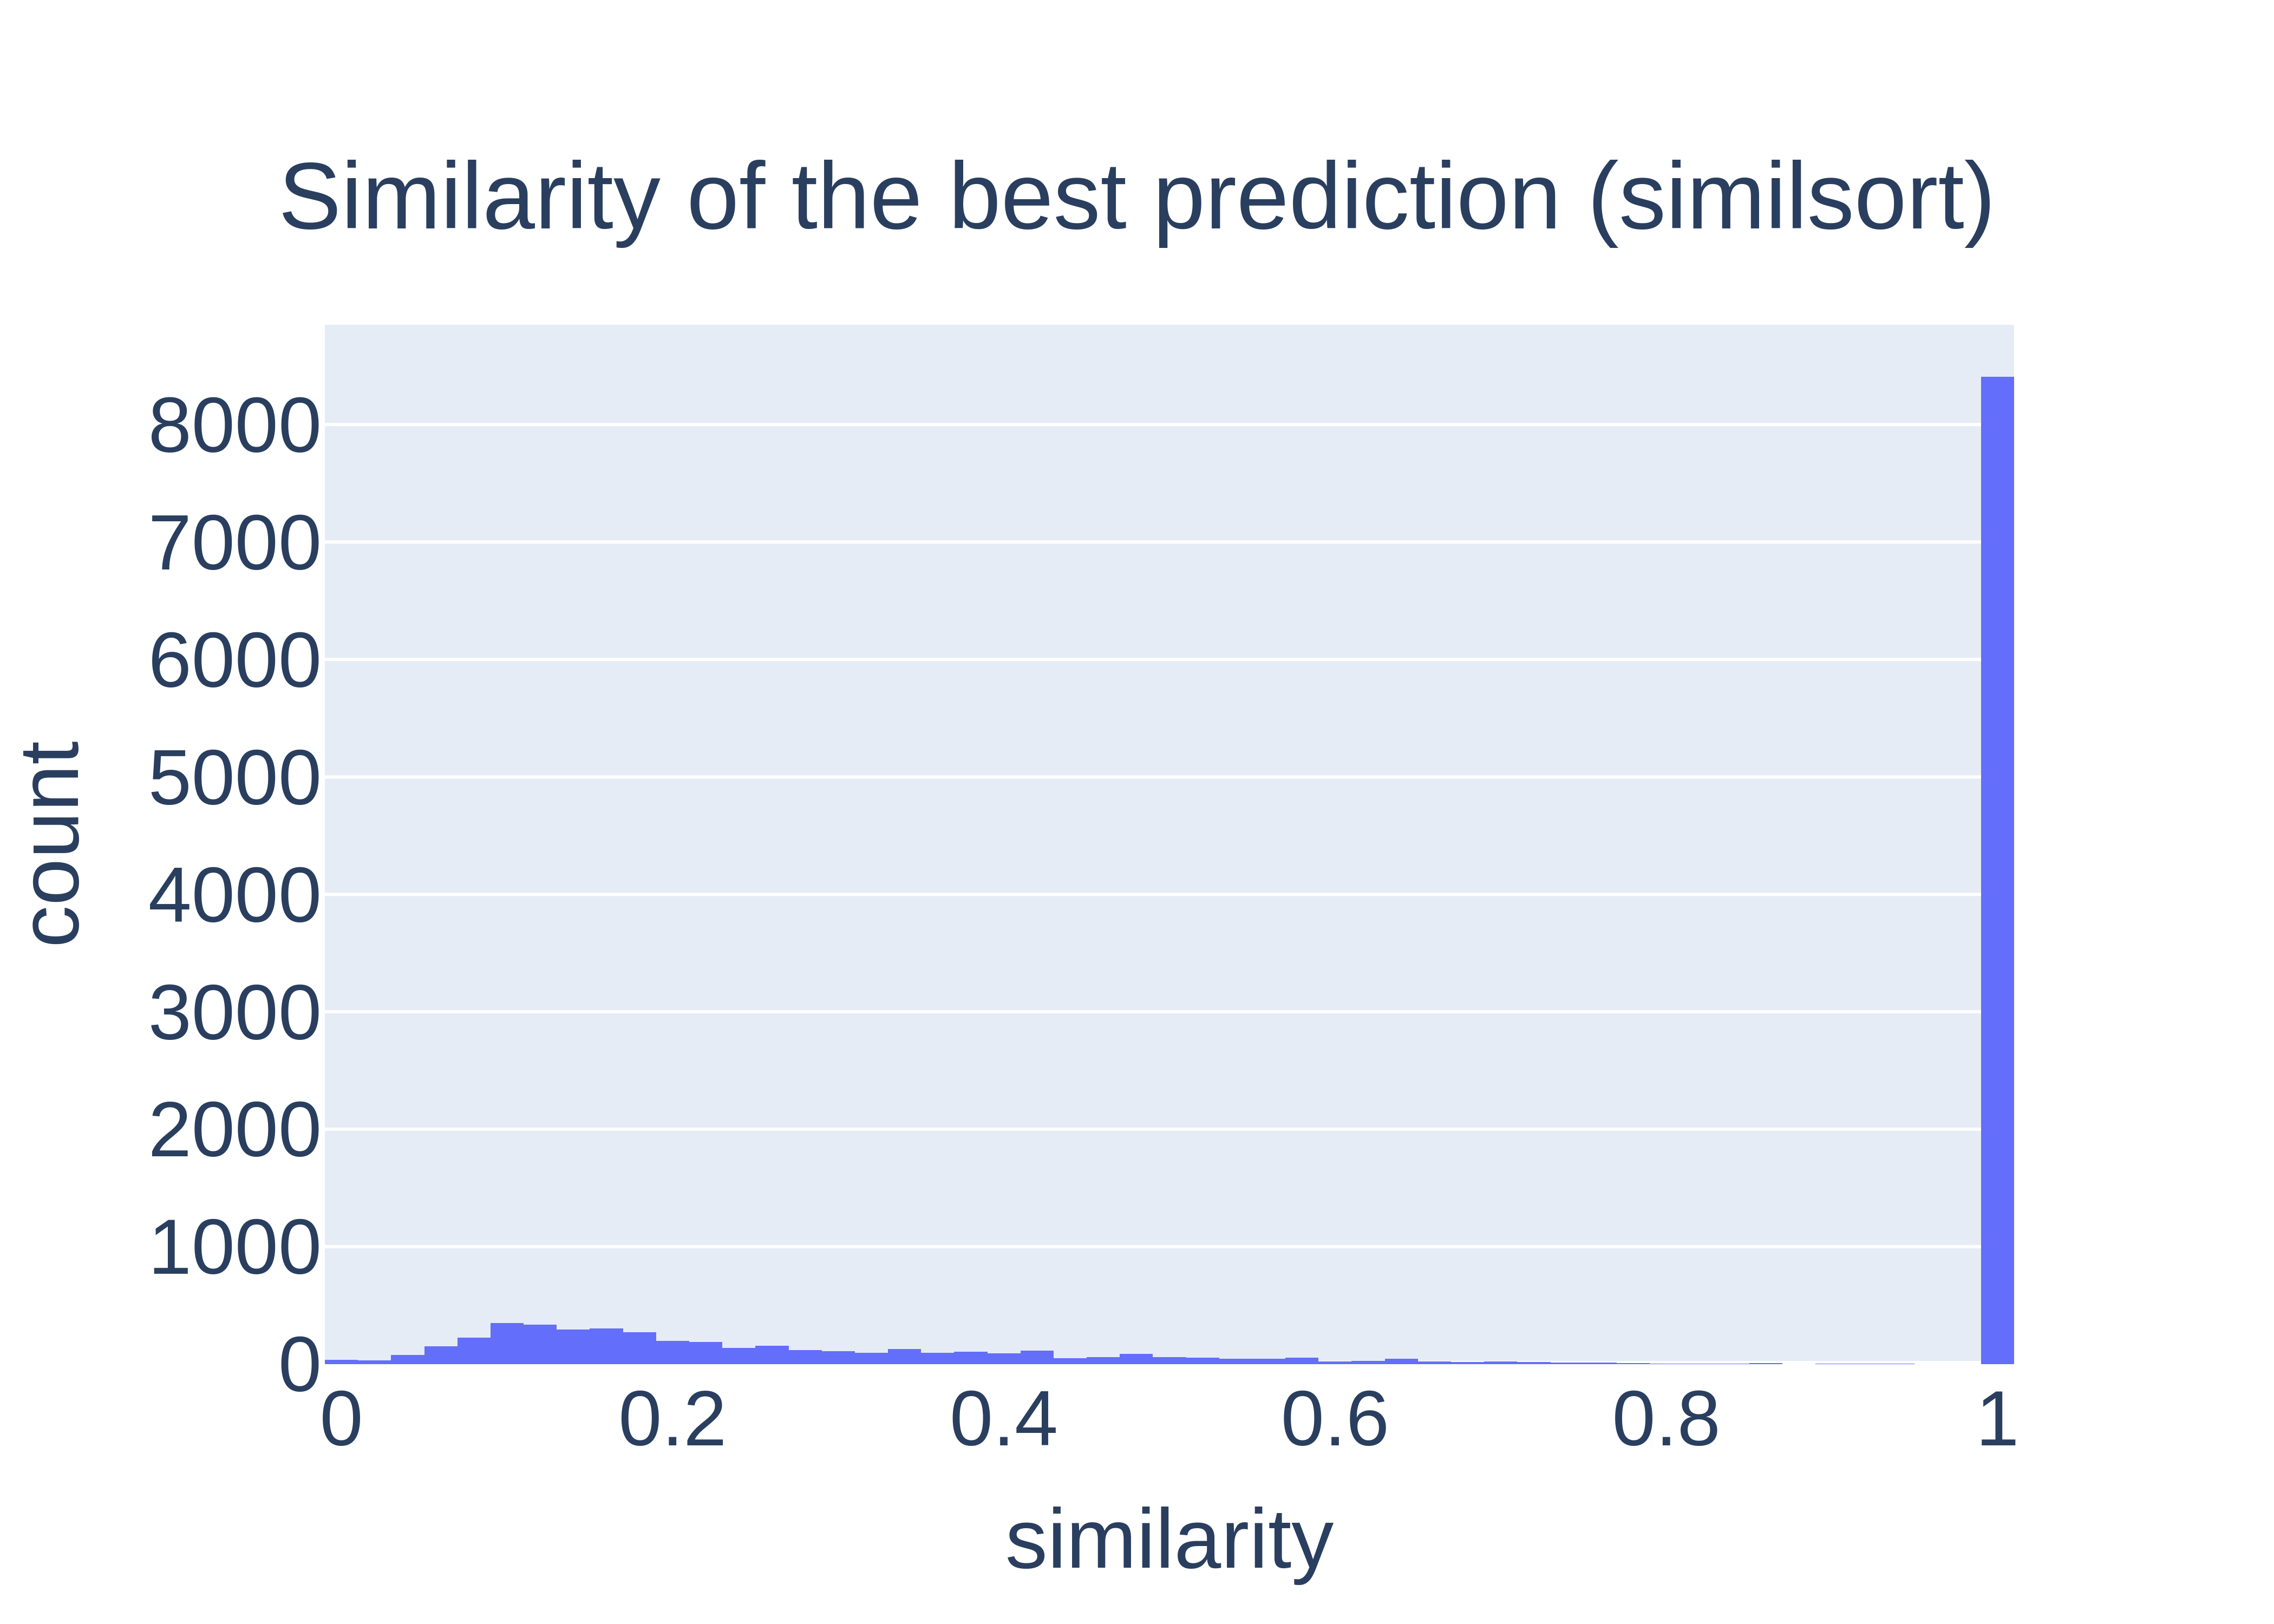 Similarity of the best prediction (similsort)
8000
7000
6000
5000
4000
3000
2000
1000
0
count
0 0.2 0.4 0.6 0.8 1
similarity